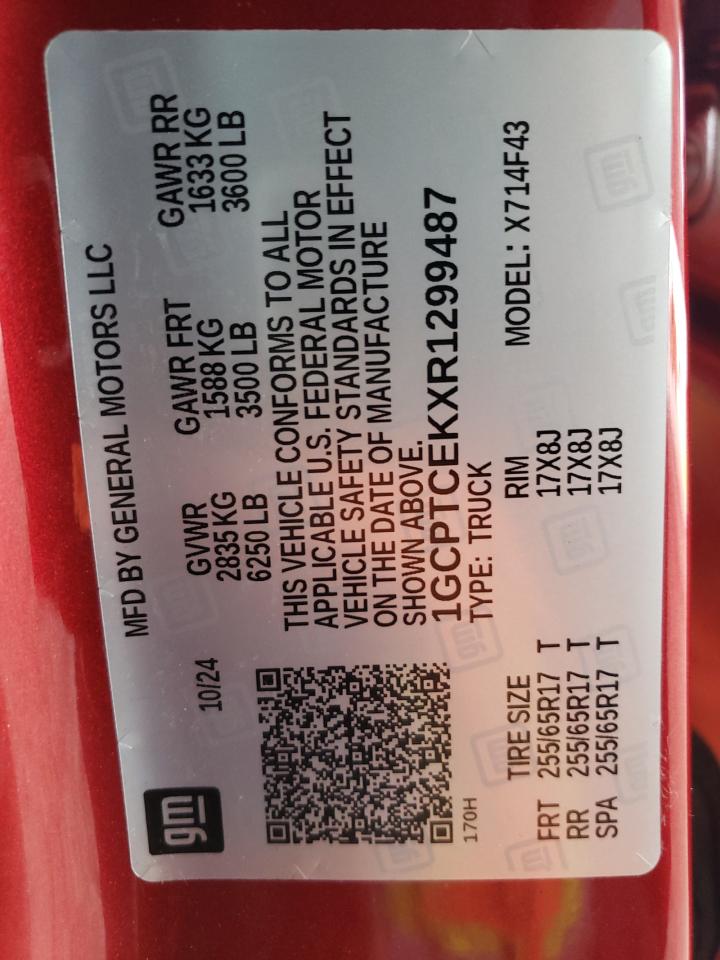 MFD BY GENERAL MOTORS LLC
gm
10/24
GVWR GAWR FRT GAWR RR
2835 KG 1588 KG 1633 KG
6250 LB 3500 LB 3600 LB
THIS VEHICLE CONFORMS TO ALL
APPLICABLE U.S. FEDERAL MOTOR
VEHICLE SAFETY STANDARDS IN EFFECT
ON THE DATE OF MANUFACTURE
SHOWN ABOVE.
1GCPTCEKXR1299487
170H
TYPE: TRUCK
TIRE SIZE RIM MODEL: X714F43
FRT 255/65R17 T 17X8J
RR 255/65R17 T 17X8J
SPA 255/65R17 T 17X8J